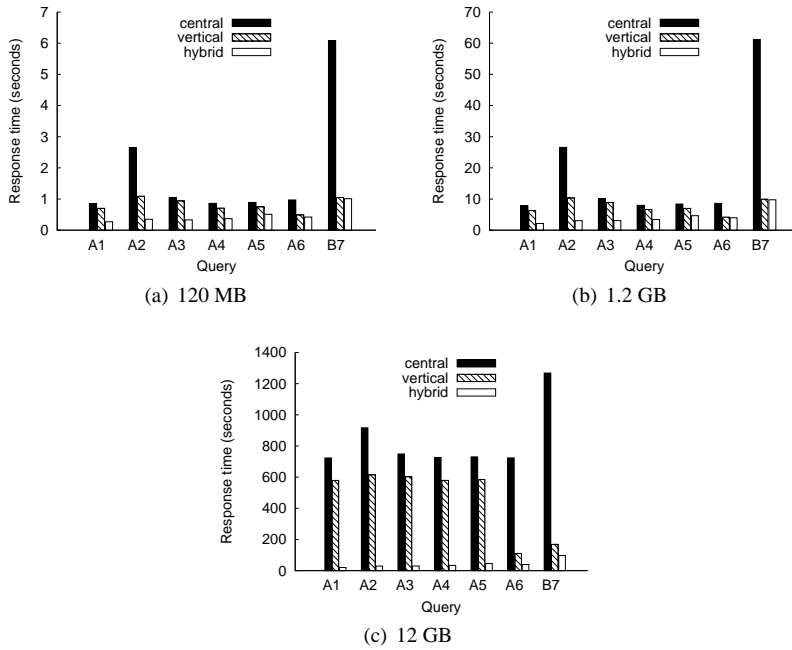 7
6
5
4
3
2
1
0
Response time (seconds)
central
vertical
hybrid
A1 A2 A3 A4 A5 A6 B7
Query
(a) 120 MB
70
60
50
40
30
20
10
0
Response time (seconds)
central
vertical
hybrid
A1 A2 A3 A4 A5 A6 B7
Query
(b) 1.2 GB
1400
1200
1000
800
600
400
200
0
Response time (seconds)
central
vertical
hybrid
A1 A2 A3 A4 A5 A6 B7
Query
(c) 12 GB